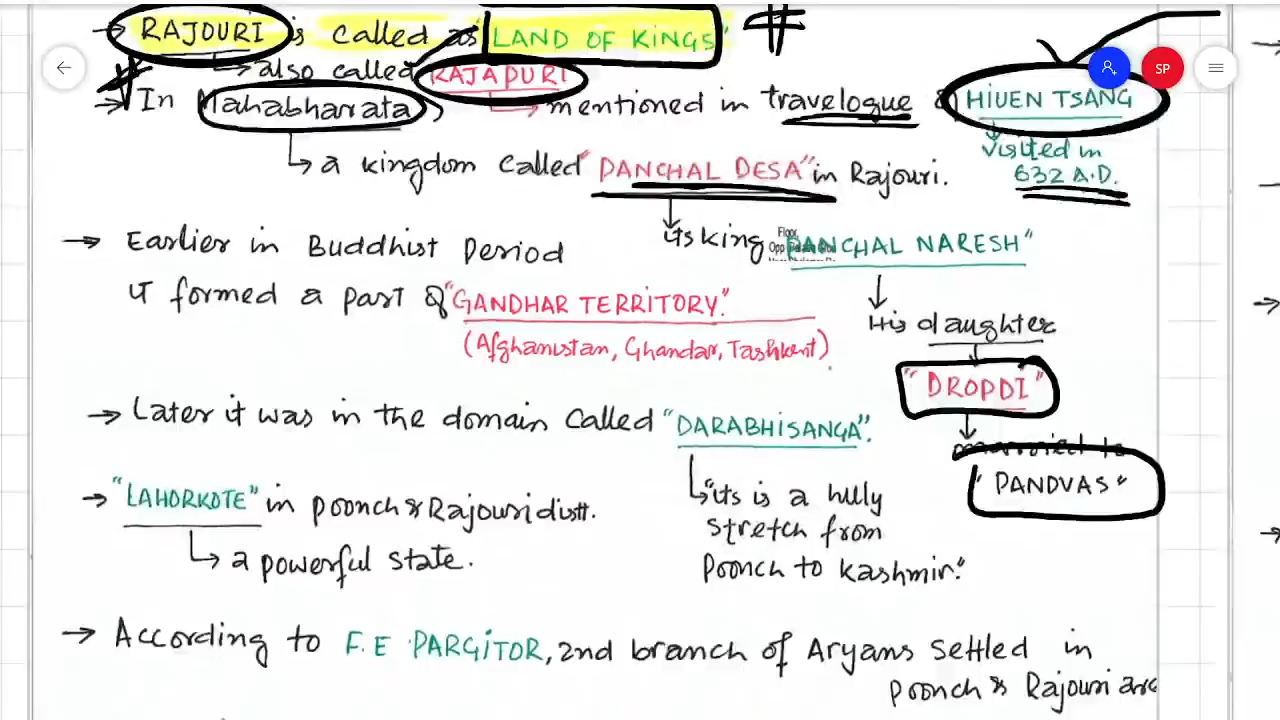 → RAJOURI is called as "LAND OF KINGS" #
→ also called RAJAPURI
→ mentioned in travelogue & HIUEN TSANG
→ visited in 632 A.D.
# → In Mahabharata,
→ a kingdom called "PANCHAL DESA" in Rajouri.
→ its king PANCHAL NARESH"
Floor,
→ His daughter
"DROPDI"
→ married to
"PANDVAS"
→ Earlier in Buddhist Period
it formed a part of "GANDHAR TERRITORY."
(Afghanistan, Ghandar, Tashkent).
→ Later it was in the domain called "DARABHISANGA".
→ "its is a hilly
stretch from
Poonch to Kashmir."
→ "LAHORKOTE" in Poonch & Rajouri distt.
→ a powerful state.
→ According to F.E PARGITOR, 2nd branch of Aryans settled in
Poonch & Rajouri are
SP